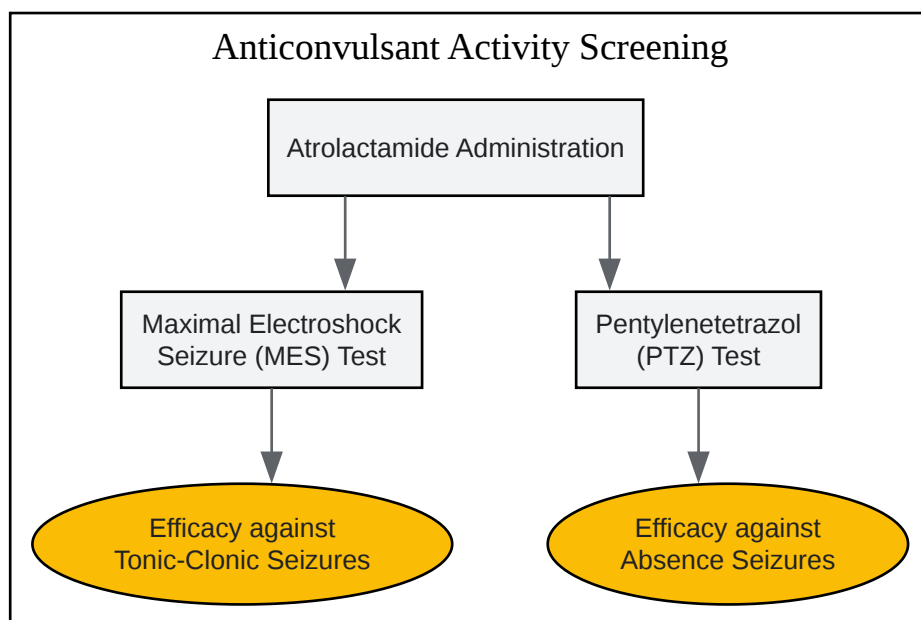 Anticonvulsant Activity Screening
Atrolactamide Administration
Maximal Electroshock
Seizure (MES) Test
Pentylenetetrazol
(PTZ) Test
Efficacy against
Tonic-Clonic Seizures
Efficacy against
Absence Seizures